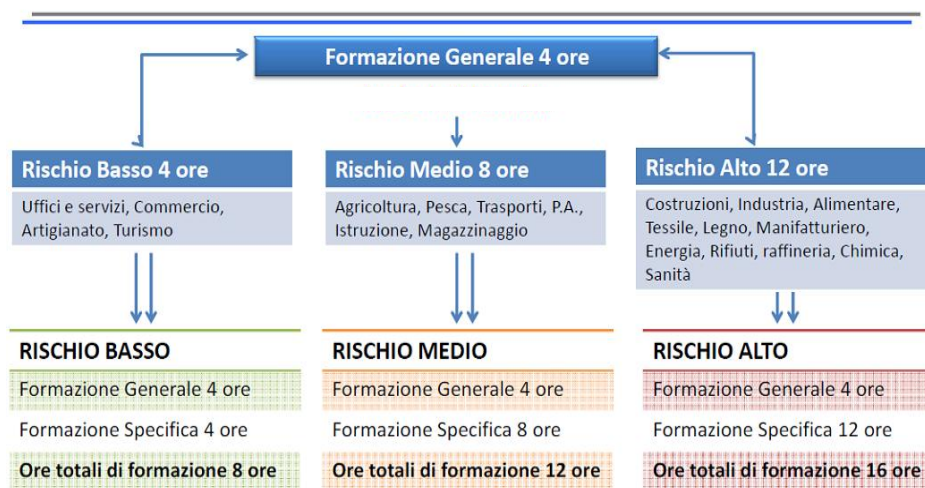 Formazione Generale 4 ore
Rischio Basso 4 ore
Uffici e servizi, Commercio,
Artigianato, Turismo
Rischio Medio 8 ore
Agricoltura, Pesca, Trasporti, P.A.,
Istruzione, Magazzinaggio
Rischio Alto 12 ore
Costruzioni, Industria, Alimentare,
Tessile, Legno, Manifatturiero,
Energia, Rifiuti, raffineria, Chimica,
Sanità
RISCHIO BASSO
Formazione Generale 4 ore
Formazione Specifica 4 ore
Ore totali di formazione 8 ore
RISCHIO MEDIO
Formazione Generale 4 ore
Formazione Specifica 8 ore
Ore totali di formazione 12 ore
RISCHIO ALTO
Formazione Generale 4 ore
Formazione Specifica 12 ore
Ore totali di formazione 16 ore